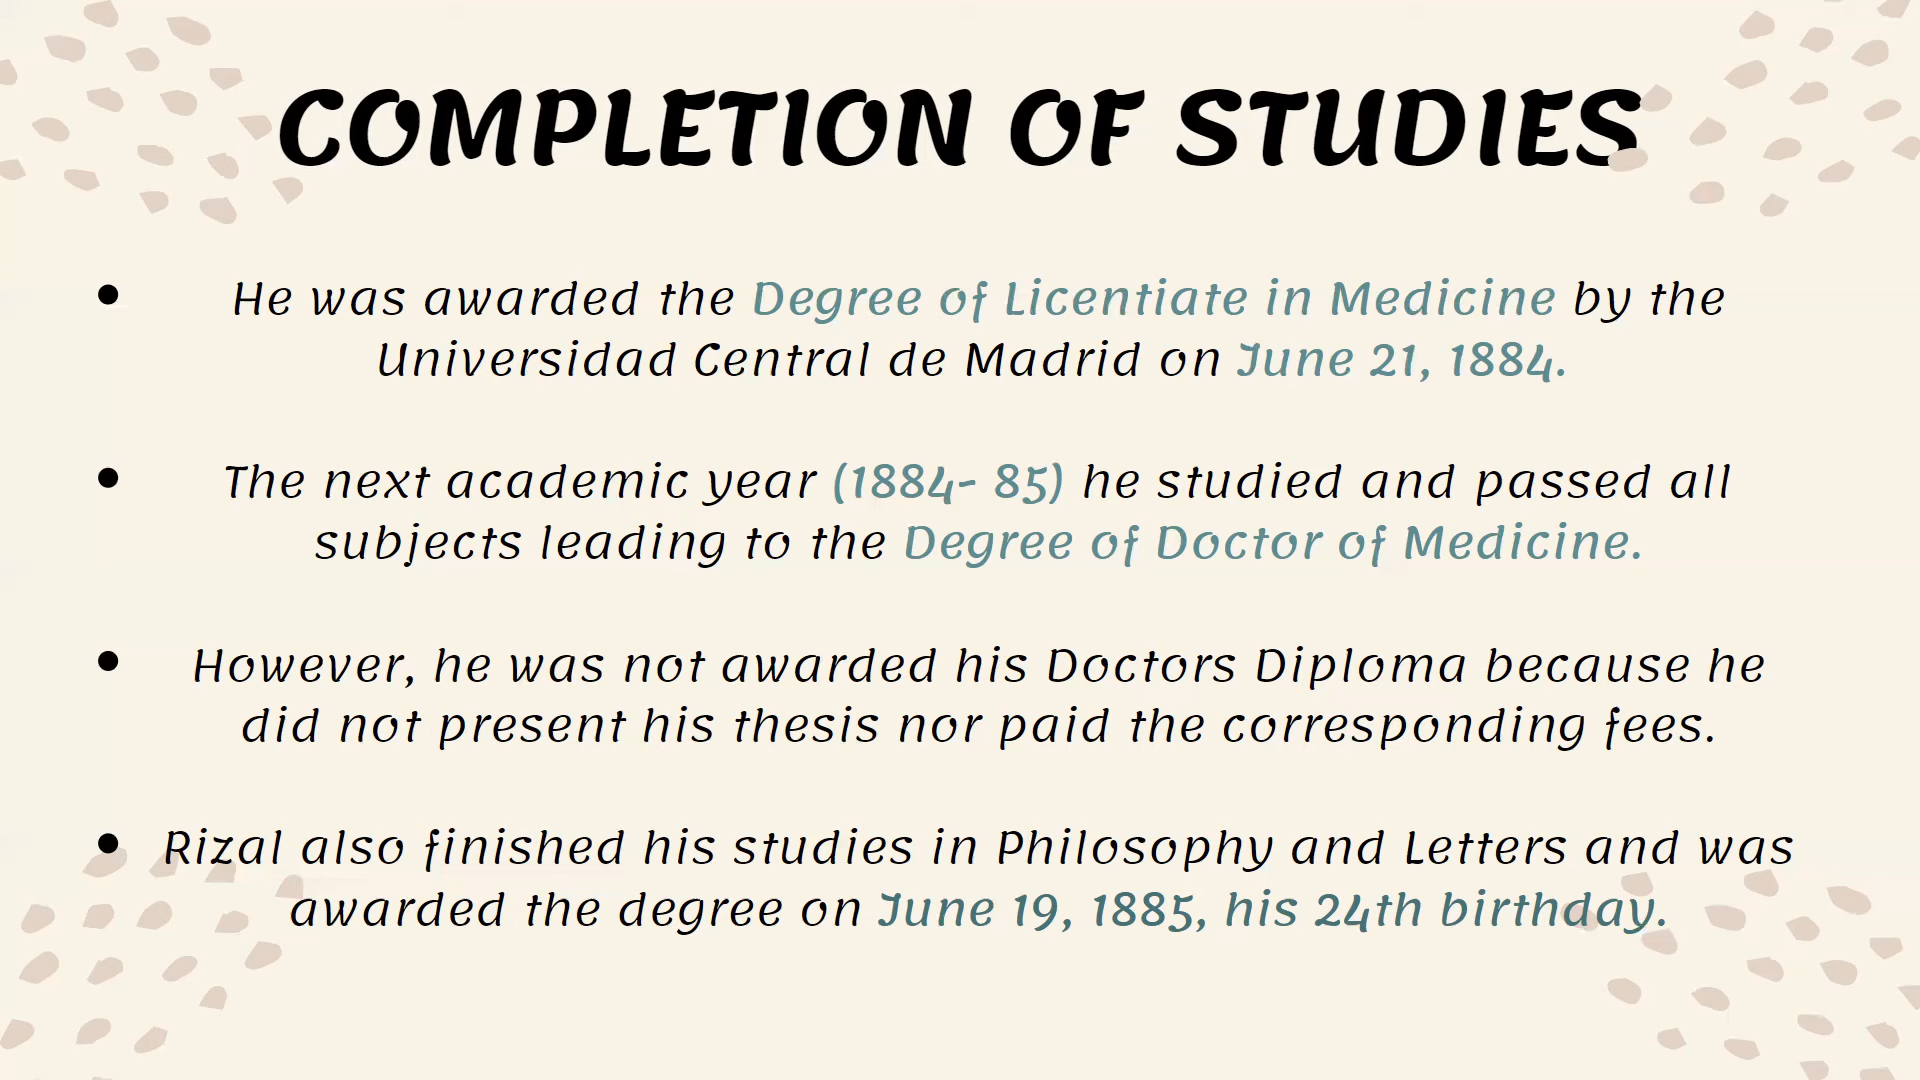 COMPLETION OF STUDIES
• He was awarded the Degree of Licentiate in Medicine by the
Universidad Central de Madrid on June 21, 1884.
• The next academic year (1884- 85) he studied and passed all
subjects leading to the Degree of Doctor of Medicine.
• However, he was not awarded his Doctors Diploma because he
did not present his thesis nor paid the corresponding fees.
• Rizal also finished his studies in Philosophy and Letters and was
awarded the degree on June 19, 1885, his 24th birthday.